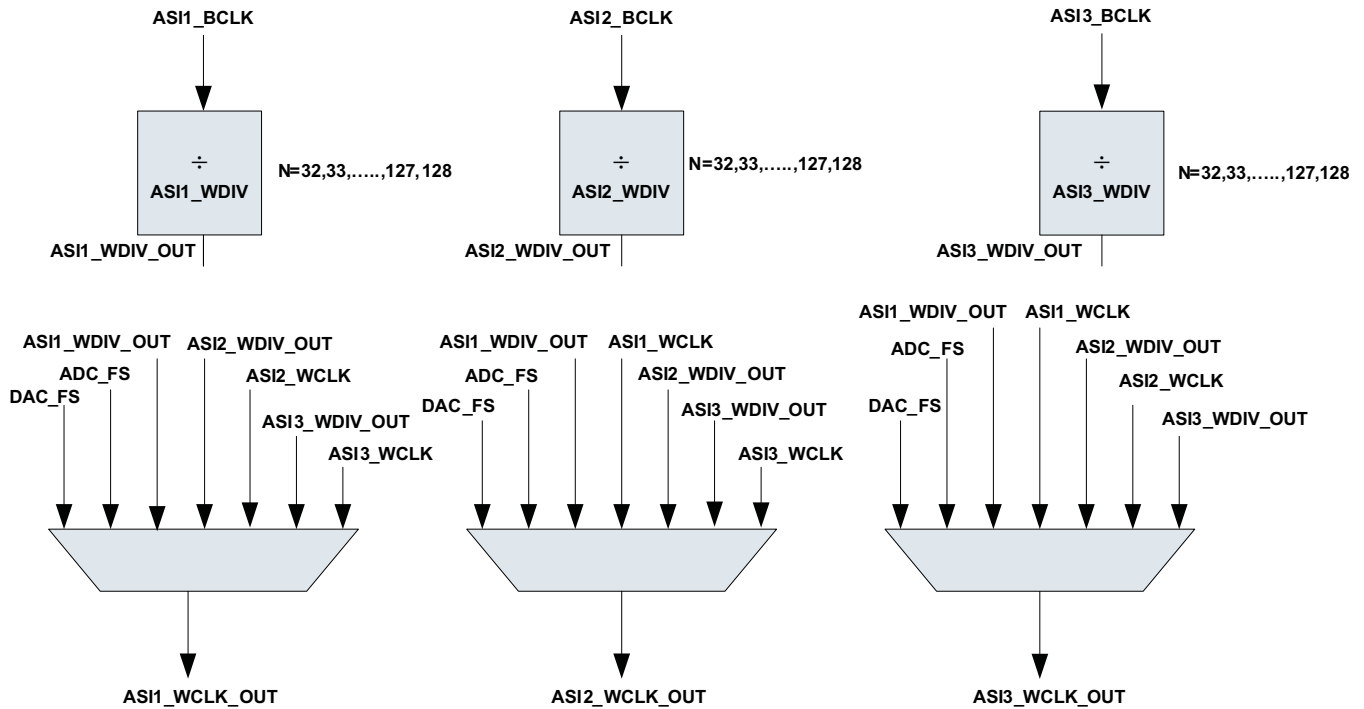 ASI1_BCLK
ASI2_BCLK
ASI3_BCLK
÷
ASI1_WDIV
N=32,33,…..,127,128
÷
ASI2_WDIV
N=32,33,…..,127,128
÷
ASI3_WDIV
N=32,33,…..,127,128
ASI1_WDIV_OUT
ASI2_WDIV_OUT
ASI3_WDIV_OUT
ASI1_WDIV_OUT
ASI2_WDIV_OUT
ADC_FS
ASI2_WCLK
DAC_FS
ASI3_WDIV_OUT
ASI3_WCLK
ASI1_WDIV_OUT
ASI1_WCLK
ADC_FS
ASI2_WDIV_OUT
DAC_FS
ASI3_WDIV_OUT
ASI3_WCLK
ASI1_WDIV_OUT
ASI1_WCLK
ADC_FS
ASI2_WDIV_OUT
ASI2_WCLK
DAC_FS
ASI3_WDIV_OUT
ASI1_WCLK_OUT
ASI2_WCLK_OUT
ASI3_WCLK_OUT